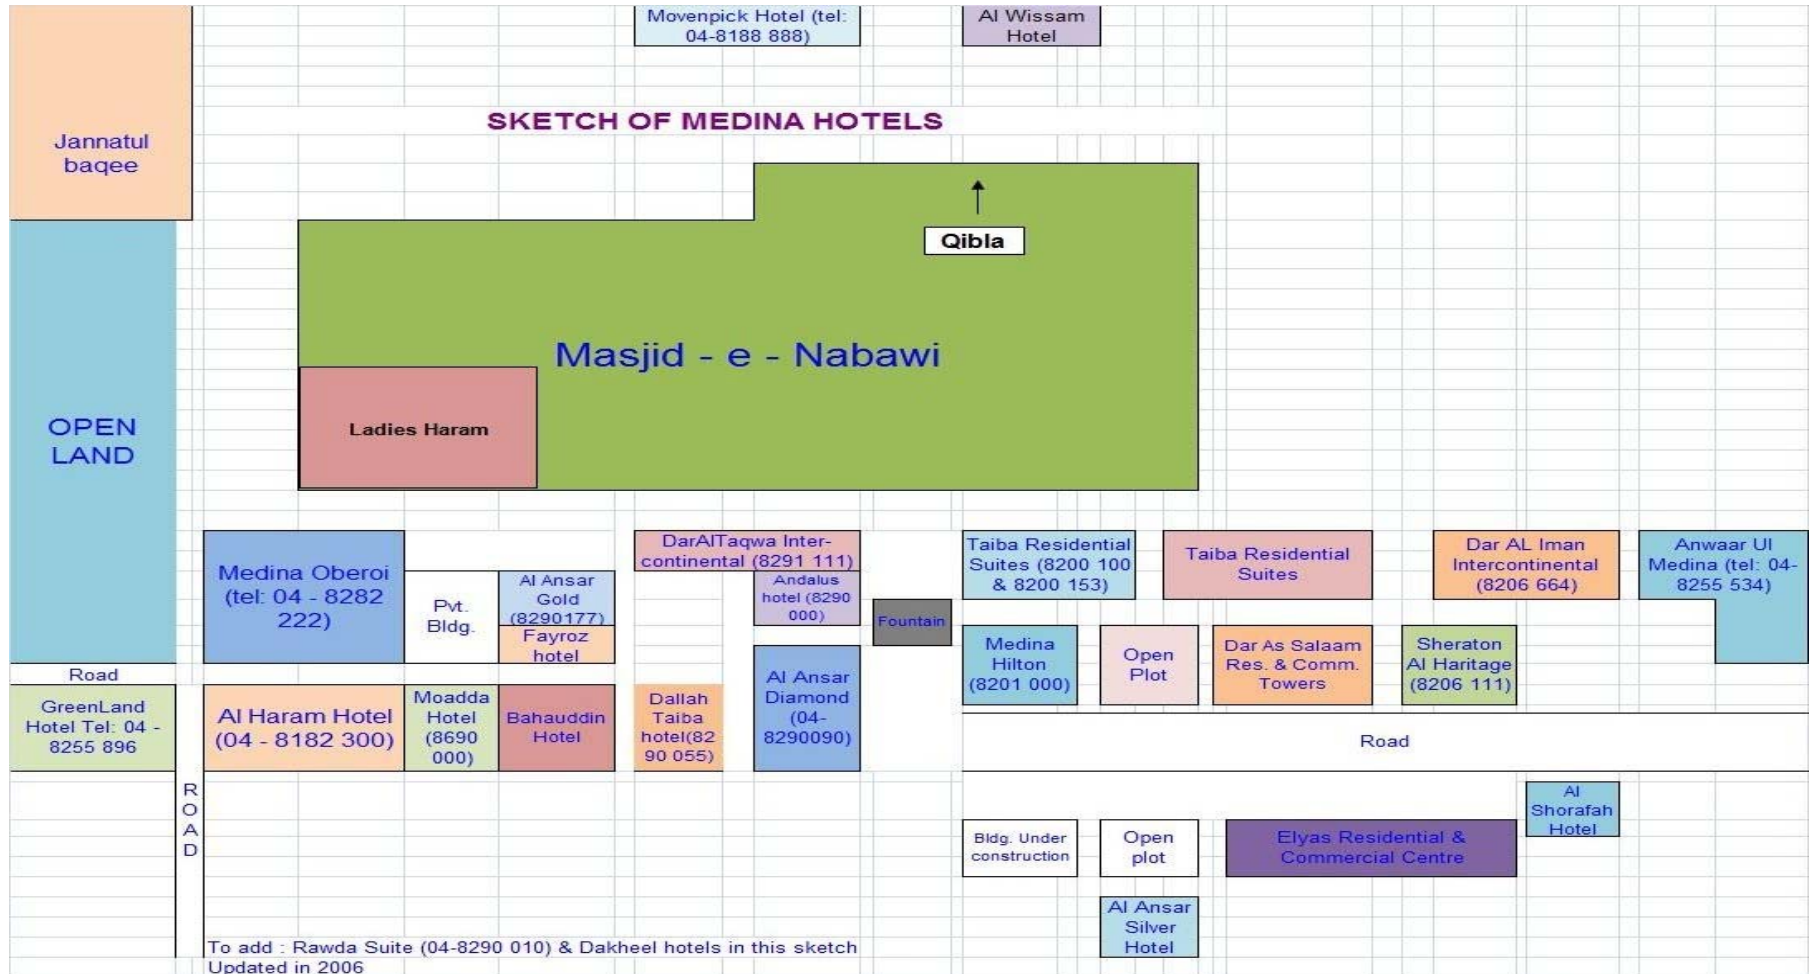 Movenpick Hotel (tel:
04-8188 888)
Al Wissam
Hotel
SKETCH OF MEDINA HOTELS
Jannatul
baqee
Qibla
Masjid - e - Nabawi
OPEN
LAND
Ladies Haram
Medina Oberoi
(tel: 04 - 8282
222)
Pvt.
Bldg.
Al Ansar
Gold
(8290177)
Fayroz
hotel
DarAlTaqwa Inter-
continental (8291 111)
Andalus
hotel (8290
000)
Fountain
Taiba Residential
Suites (8200 100
& 8200 153)
Taiba Residential
Suites
Dar AL Iman
Intercontinental
(8206 664)
Anwaar Ul
Medina (tel: 04-
8255 534)
Medina
Hilton
(8201 000)
Open
Plot
Dar As Salaam
Res. & Comm.
Towers
Sheraton
Al Haritage
(8206 111)
Road
GreenLand
Hotel Tel: 04 -
8255 896
Al Haram Hotel
(04 - 8182 300)
Moadda
Hotel
(8690
000)
Bahauddin
Hotel
Dallah
Taiba
hotel(82
90 055)
Al Ansar
Diamond
(04-
8290090)
Road
R
O
A
D
Bldg. Under
construction
Open
plot
Elyas Residential &
Commercial Centre
Al
Shorafah
Hotel
Al Ansar
Silver
Hotel
To add : Rawda Suite (04-8290 010) & Dakheel hotels in this sketch
Updated in 2006